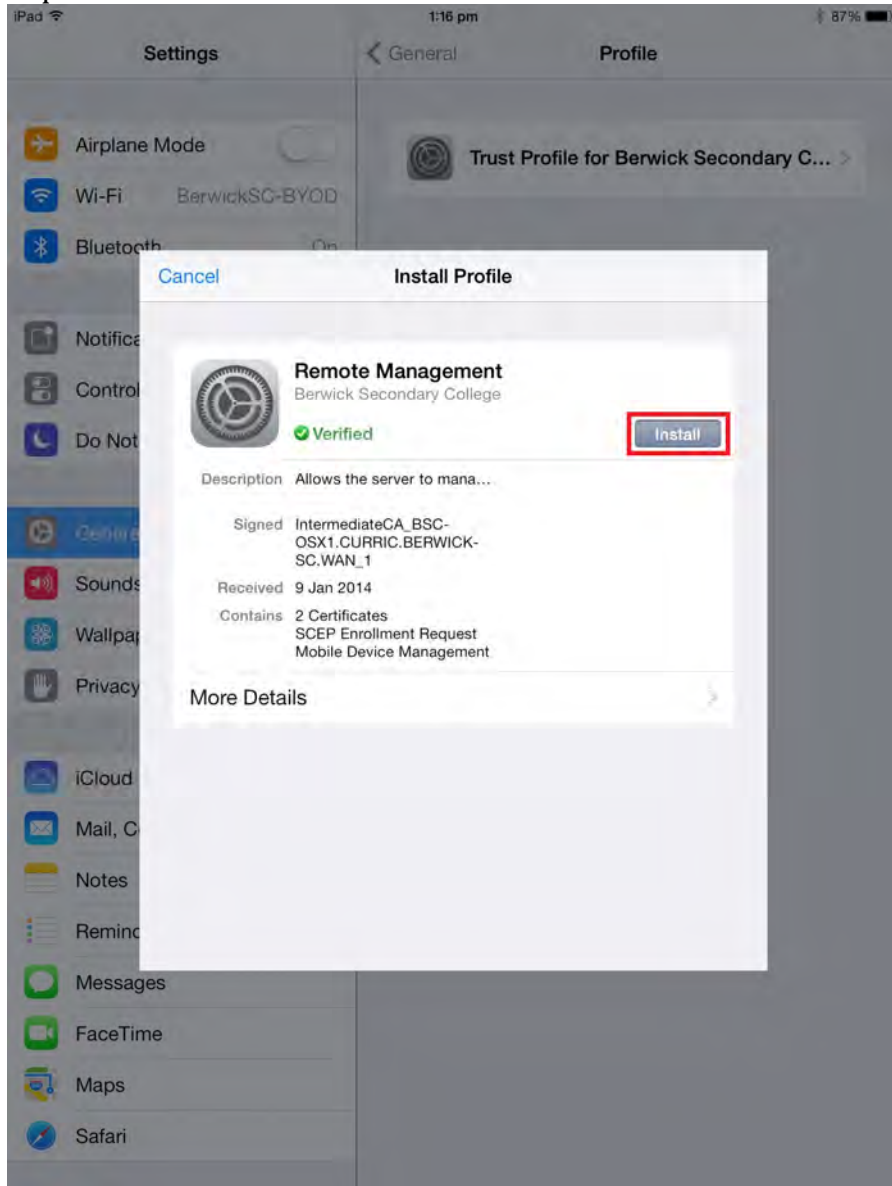 iPad 1:16 pm 87%
Settings
General Profile
Airplane Mode
Trust Profile for Berwick Secondary C...
Wi-Fi BerwickSC-BYOD
Bluetooth On
Cancel Install Profile
Notifica
Remote Management
Berwick Secondary College
Control
Verified
Install
Do Not
Description Allows the server to mana...
Signed IntermediateCA_BSC-
OSX1.CURRIC.BERWICK-
SC.WAN_1
General
Sounds
Received 9 Jan 2014
Contains 2 Certificates
SCEP Enrollment Request
Mobile Device Management
Wallpap
Privacy
More Details
iCloud
Mail, C
Notes
Remind
Messages
FaceTime
Maps
Safari